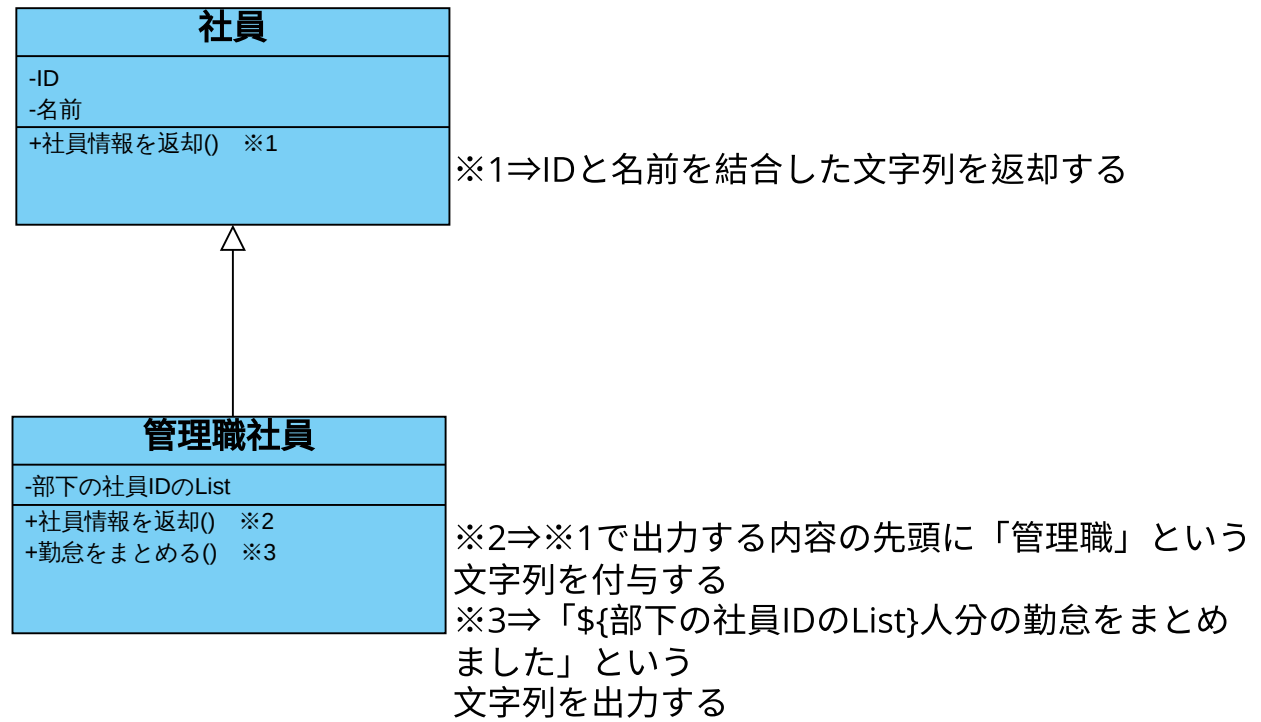 社員
-ID
-名前
+社員情報を返却()　※1
※1⇒IDと名前を結合した文字列を返却する
管理職社員
-部下の社員IDのList
+社員情報を返却()　※2
+勤怠をまとめる()　※3
※2⇒※1で出力する内容の先頭に「管理職」という
文字列を付与する
※3⇒「${部下の社員IDのList}人分の勤怠をまとめ
ました」という
文字列を出力する